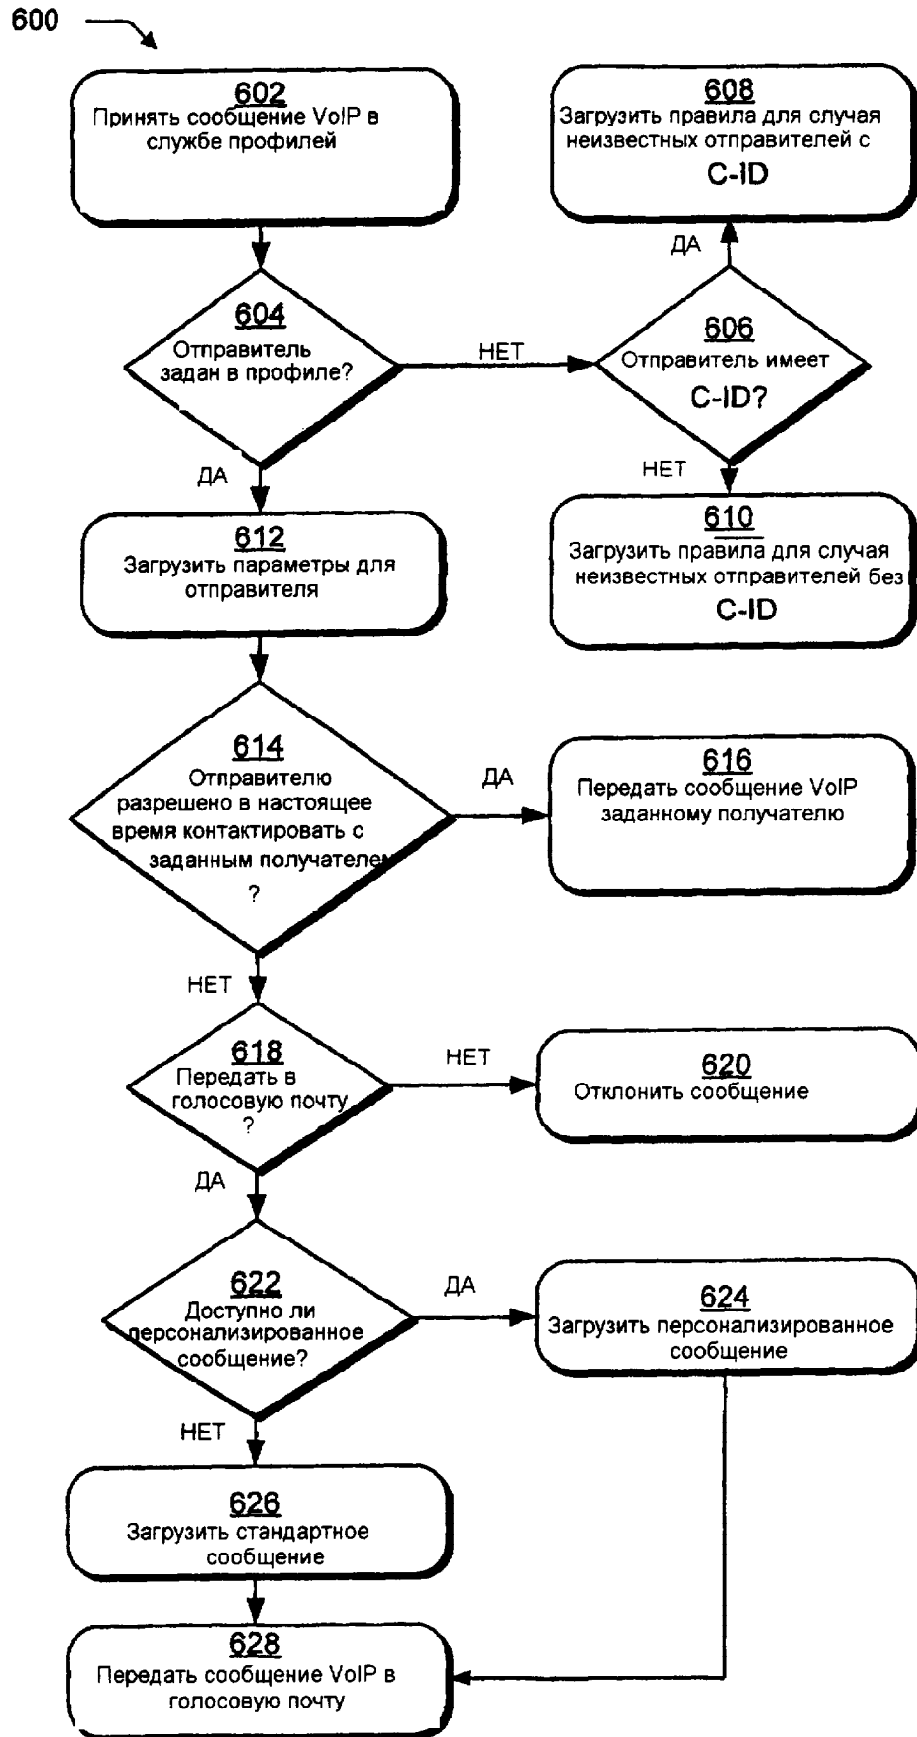 600
602
Принять сообщение VoIP в
службе профилей
608
Загрузить правила для случая
неизвестных отправителей с
C-ID
ДА
604
Отправитель
задан в профиле?
НЕТ
606
Отправитель имеет
C-ID?
ДА
НЕТ
612
Загрузить параметры для
отправителя
610
Загрузить правила для случая
неизвестных отправителей без
C-ID
614
Отправителю
разрешено в настоящее
время контактировать с
заданным получателем
?
ДА
616
Передать сообщение VoIP
заданному получателю
НЕТ
618
Передать в
голосовую почту
?
НЕТ
620
Отклонить сообщение
ДА
622
Доступно ли
персонализированное
сообщение?
ДА
624
Загрузить персонализированное
сообщение
НЕТ
626
Загрузить стандартное
сообщение
628
Передать сообщение VoIP в
голосовую почту